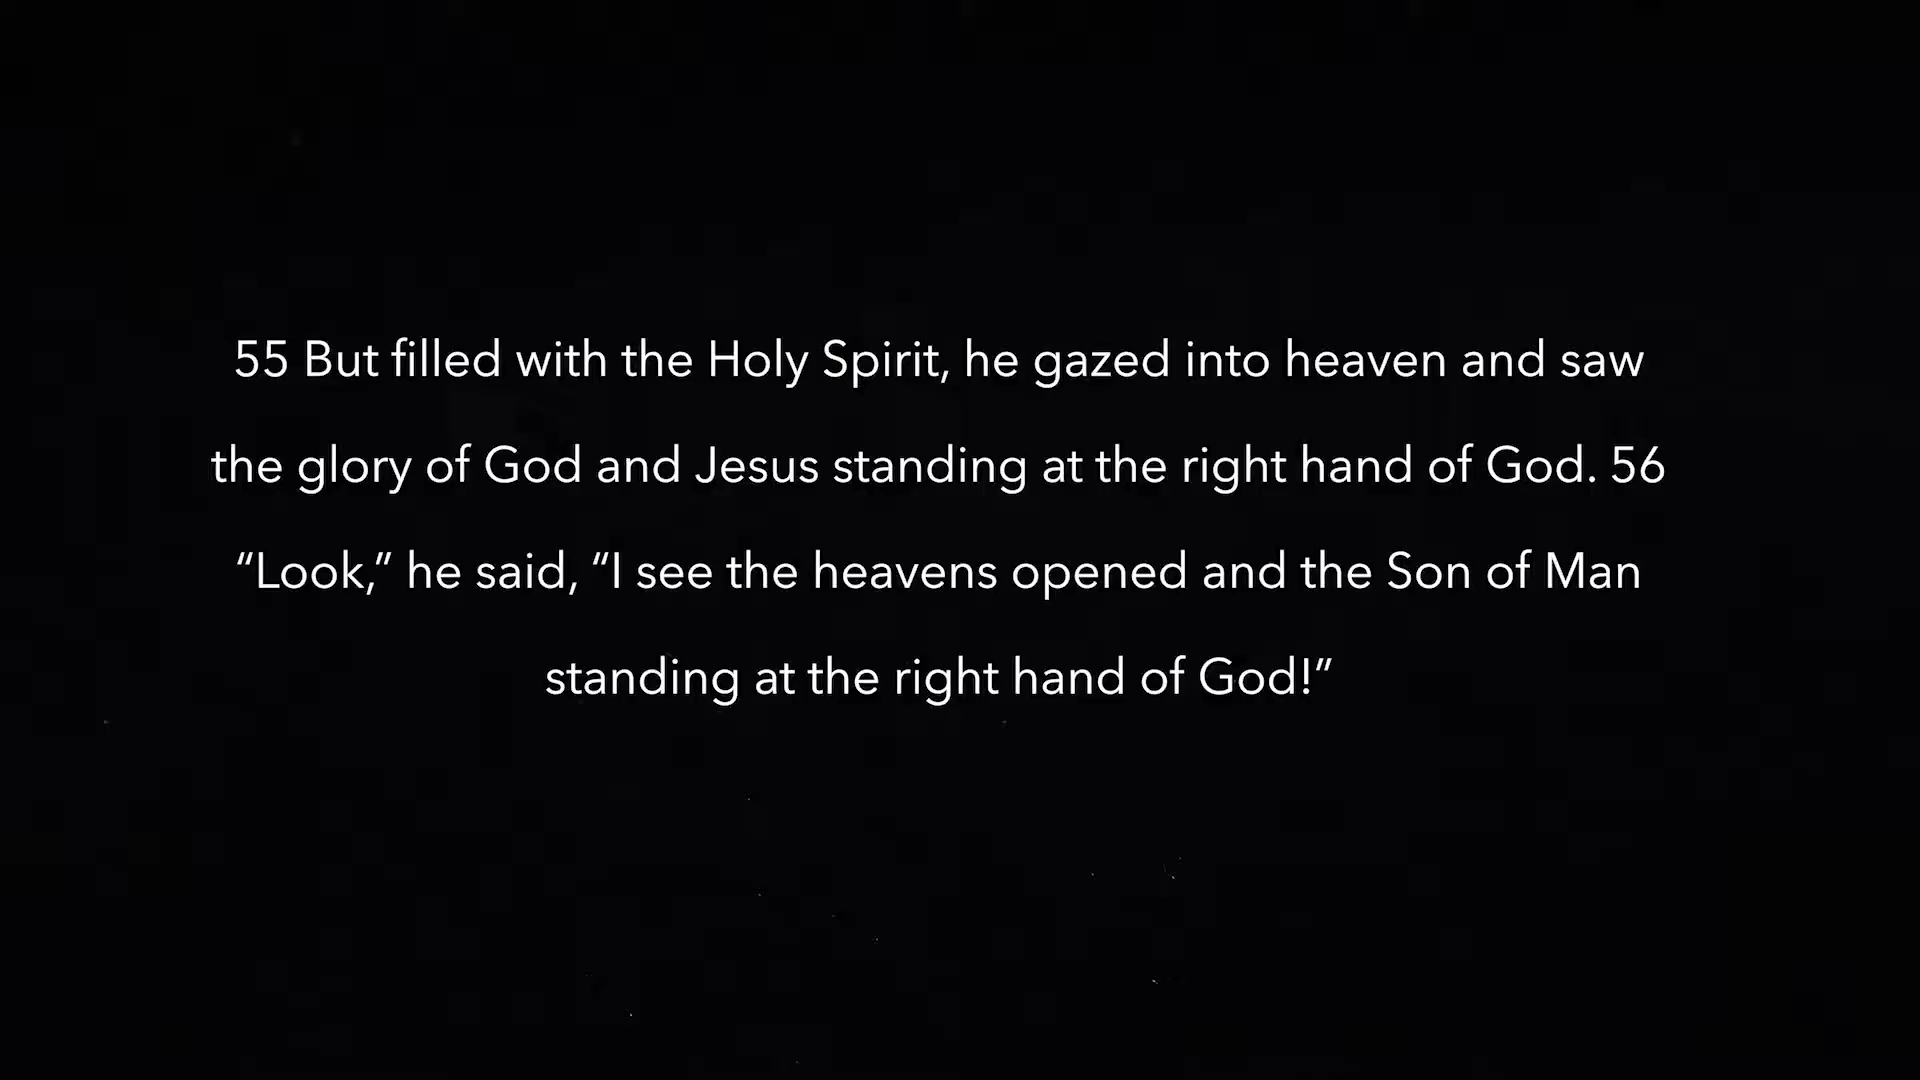 55 But filled with the Holy Spirit, he gazed into heaven and saw
the glory of God and Jesus standing at the right hand of God. 56
“Look,” he said, “I see the heavens opened and the Son of Man
standing at the right hand of God!”